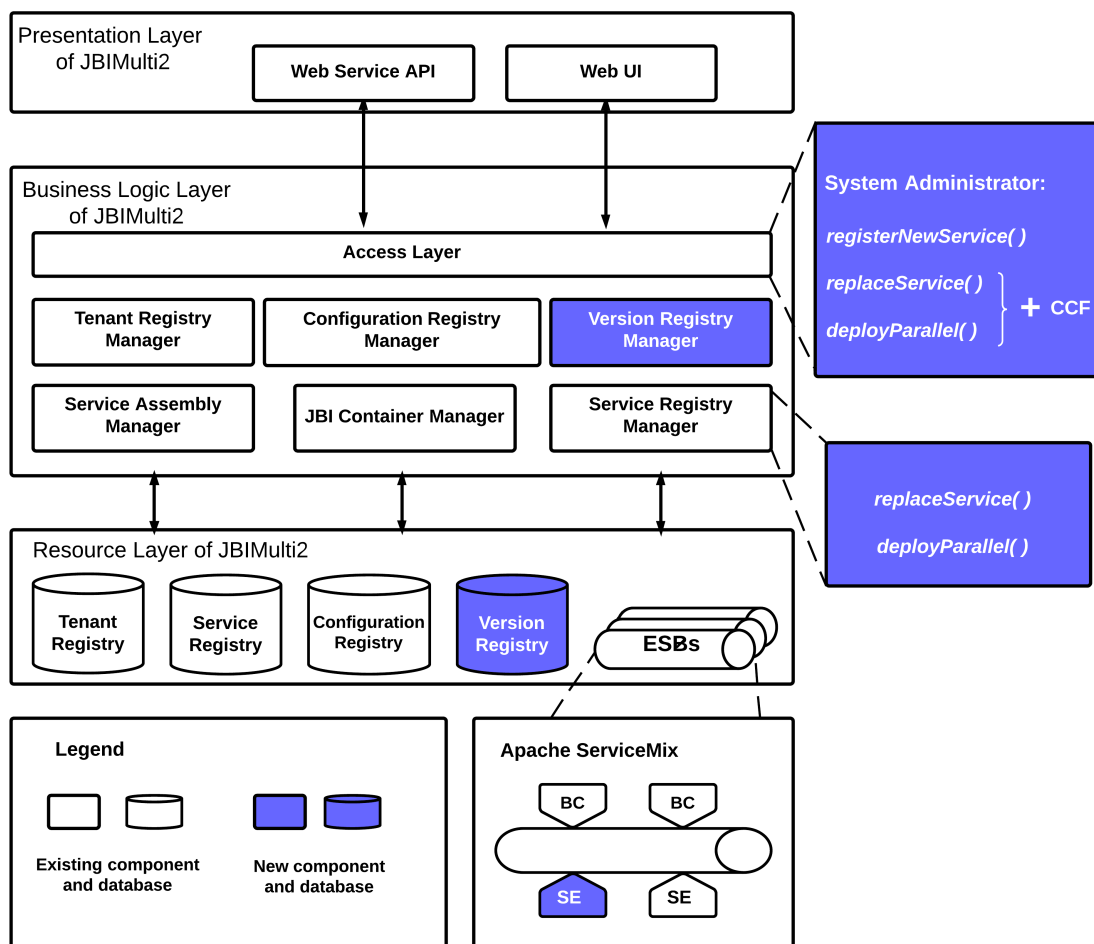 Presentation Layer
of JBIMulti2
Web Service API
Web UI
Business Logic Layer
of JBIMulti2
Access Layer
Tenant Registry
Manager
Configuration Registry
Manager
Version Registry
Manager
Service Assembly
Manager
JBI Container Manager
Service Registry
Manager
System Administrator:
registerNewService( )
replaceService( )
deployParallel( )
+ CCF
replaceService( )
deployParallel( )
Resource Layer of JBIMulti2
Tenant
Registry
Service
Registry
Configuration
Registry
Version
Registry
ESBs
Legend
Existing component
and database
New component
and database
Apache ServiceMix
BC
BC
SE
SE